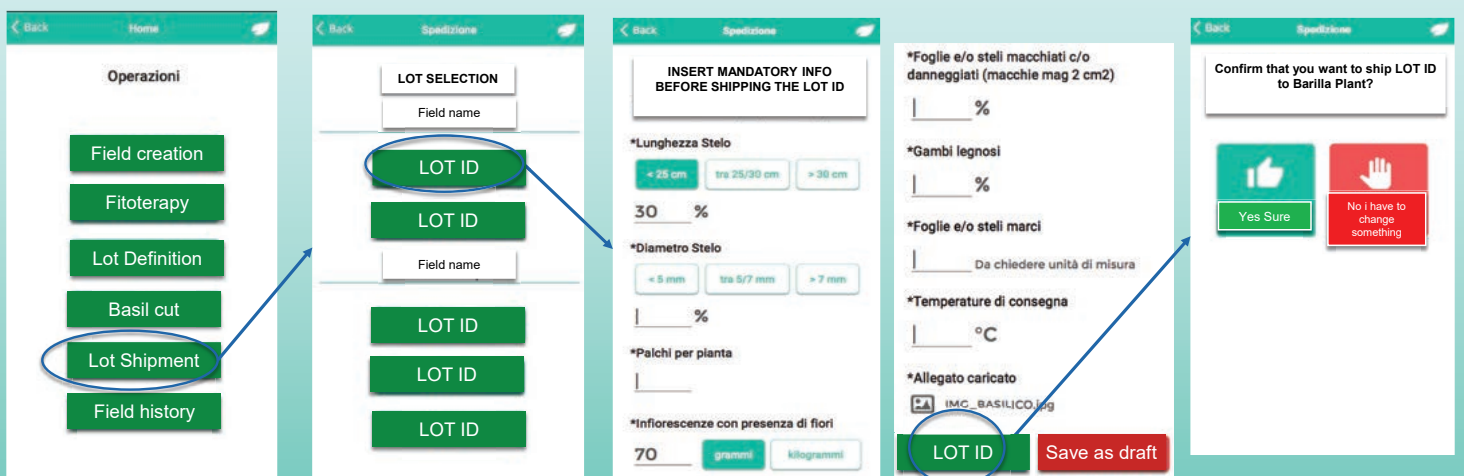 Back Home
Operazioni
Field creation
Fitoterapy
Lot Definition
Basil cut
Lot Shipment
Field history
Back Spedizione
LOT SELECTION
Field name
LOT ID
LOT ID
Field name
LOT ID
LOT ID
LOT ID
Back Spedizione
INSERT MANDATORY INFO
BEFORE SHIPPING THE LOT ID
*Lunghezza Stelo
< 25 cm tra 25/30 cm > 30 cm
30 %
*Diametro Stelo
< 5 mm tra 5/7 mm > 7 mm
%
*Palchi per pianta
*Infiorescenze con presenza di fiori
70 grammi kilogrammi
*Foglie e/o steli macchiati c/o
danneggiati (macchie mag 2 cm2)
%
*Gambi legnosi
%
*Foglie e/o steli marci
Da chiedere unità di misura
*Temperature di consegna
°C
*Allegato caricato
IMG_BASILICO.jpg
LOT ID Save as draft
Back Spedizione
Confirm that you want to ship LOT ID
to Barilla Plant?
Yes Sure
No i have to
change
something